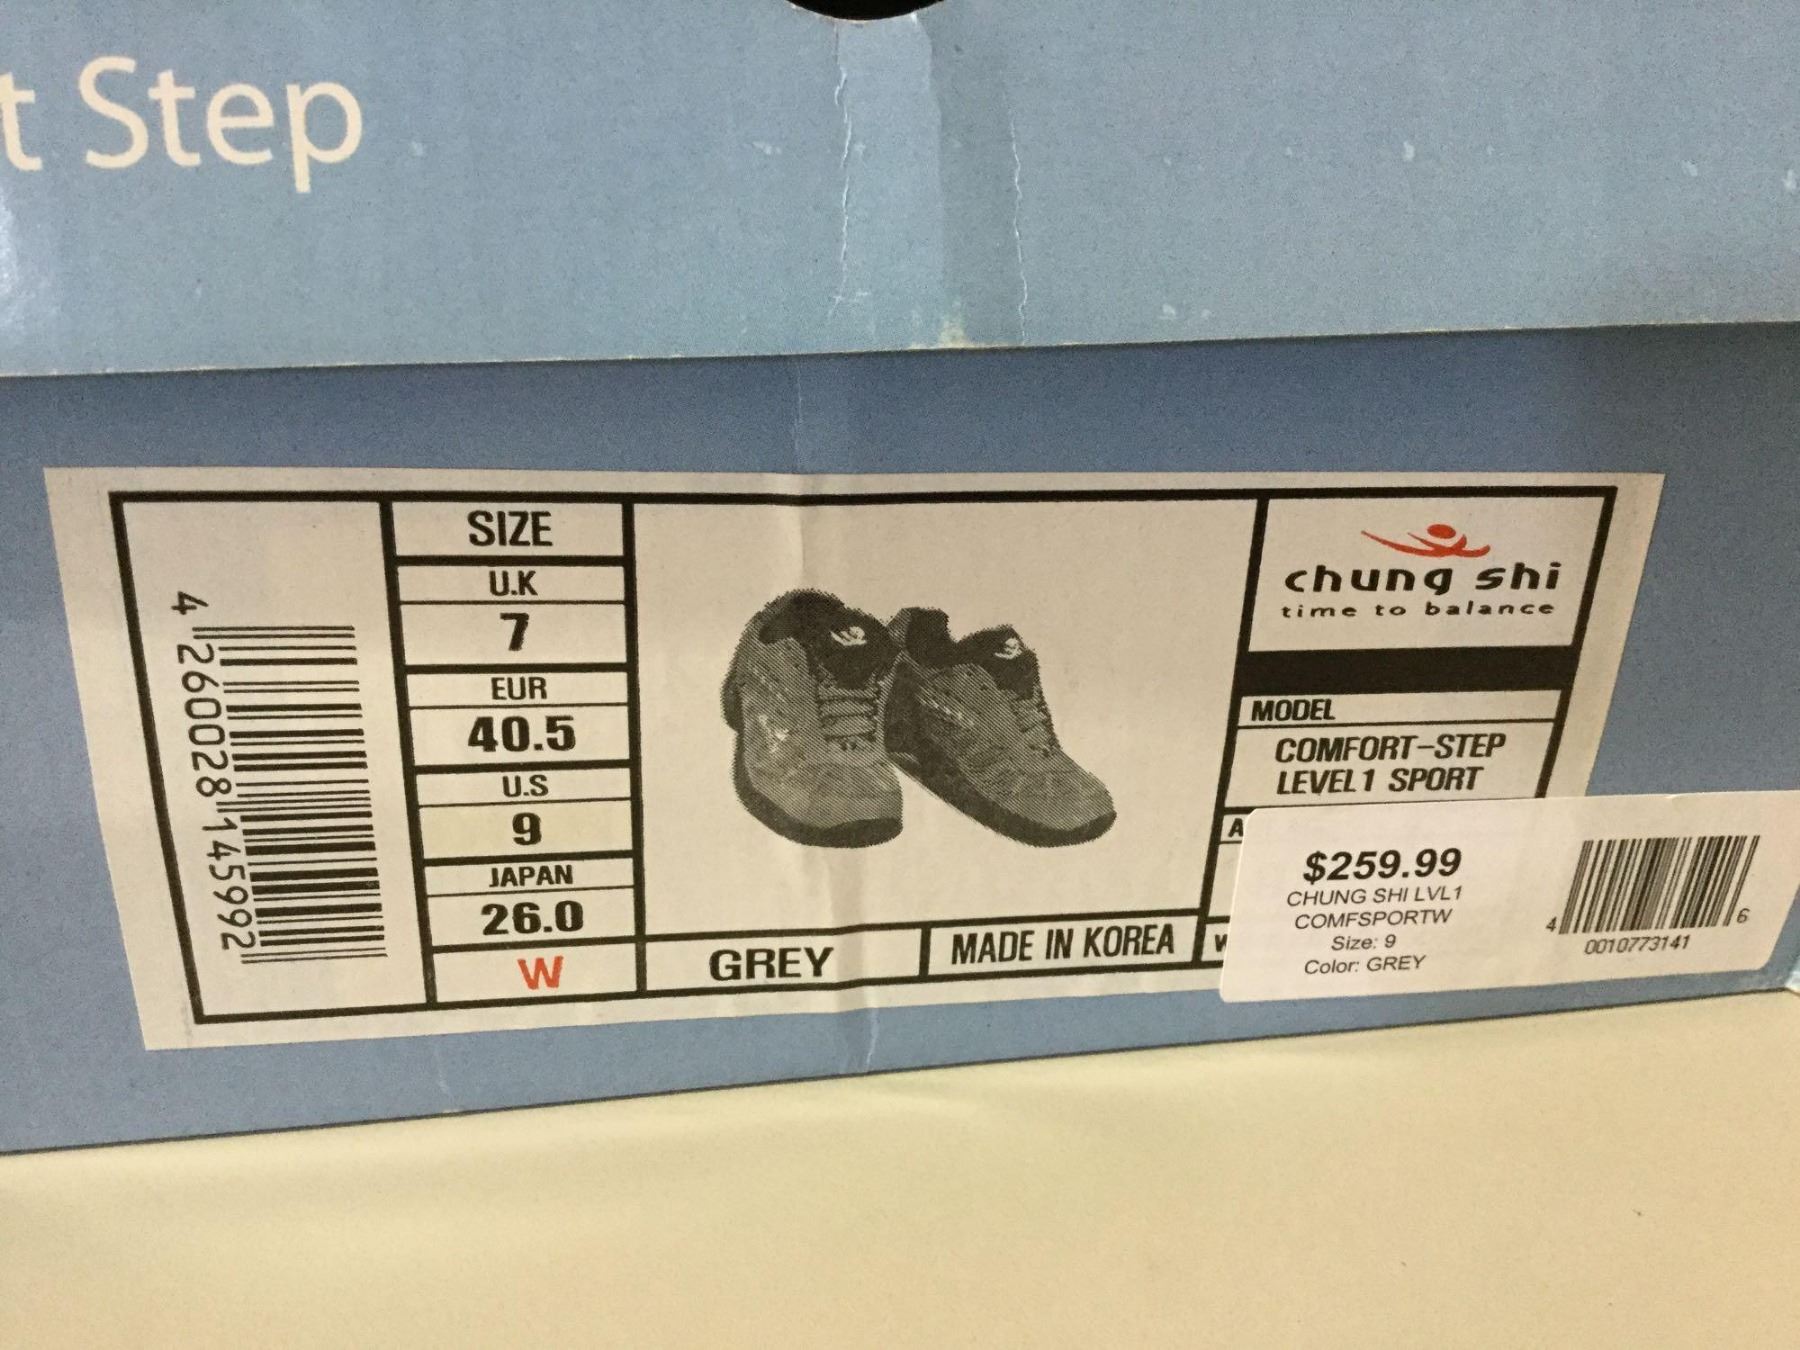 t Step
4 260028 145992
SIZE
U.K
7
EUR
40.5
U.S
9
JAPAN
26.0
W
GREY
MADE IN KOREA
chung shi
time to balance
MODEL
COMFORT-STEP
LEVEL 1 SPORT
A
W
$259.99
CHUNG SHI LVL1
COMFSPORTW
Size: 9
Color: GREY
4 0010773141 6